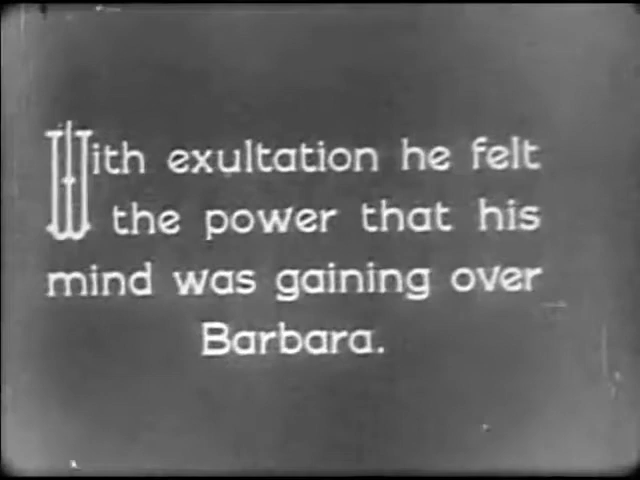 With exultation he felt
the power that his
mind was gaining over
Barbara.